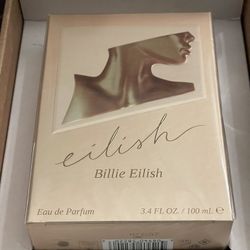 eilish
Billie Eilish
Eau de Parfum 3.4 FL OZ / 100 mL ℮